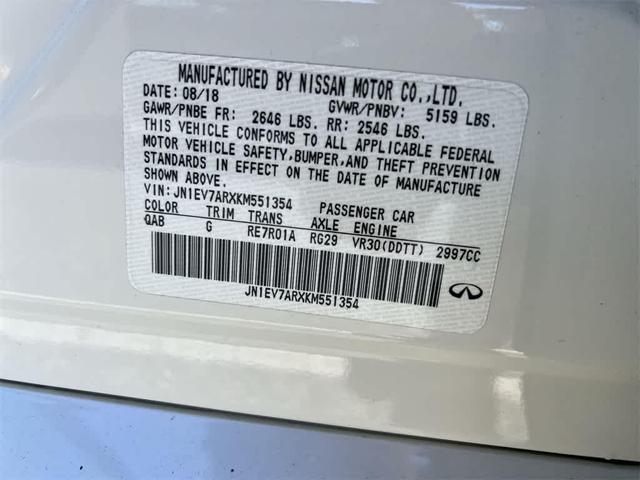 MANUFACTURED BY NISSAN MOTOR CO.,LTD.
DATE: 08/18 GVWR/PNBV: 5159 LBS.
GAWR/PNBE FR: 2646 LBS. RR: 2546 LBS.
THIS VEHICLE CONFORMS TO ALL APPLICABLE FEDERAL
MOTOR VEHICLE SAFETY,BUMPER,AND THEFT PREVENTION
STANDARDS IN EFFECT ON THE DATE OF MANUFACTURE
SHOWN ABOVE.
VIN: JN1EV7ARXKM551354 PASSENGER CAR
COLOR TRIM TRANS AXLE ENGINE
QAB G RE7R01A RG29 VR30(DDTT) 2997CC
JN1EV7ARXKM551354